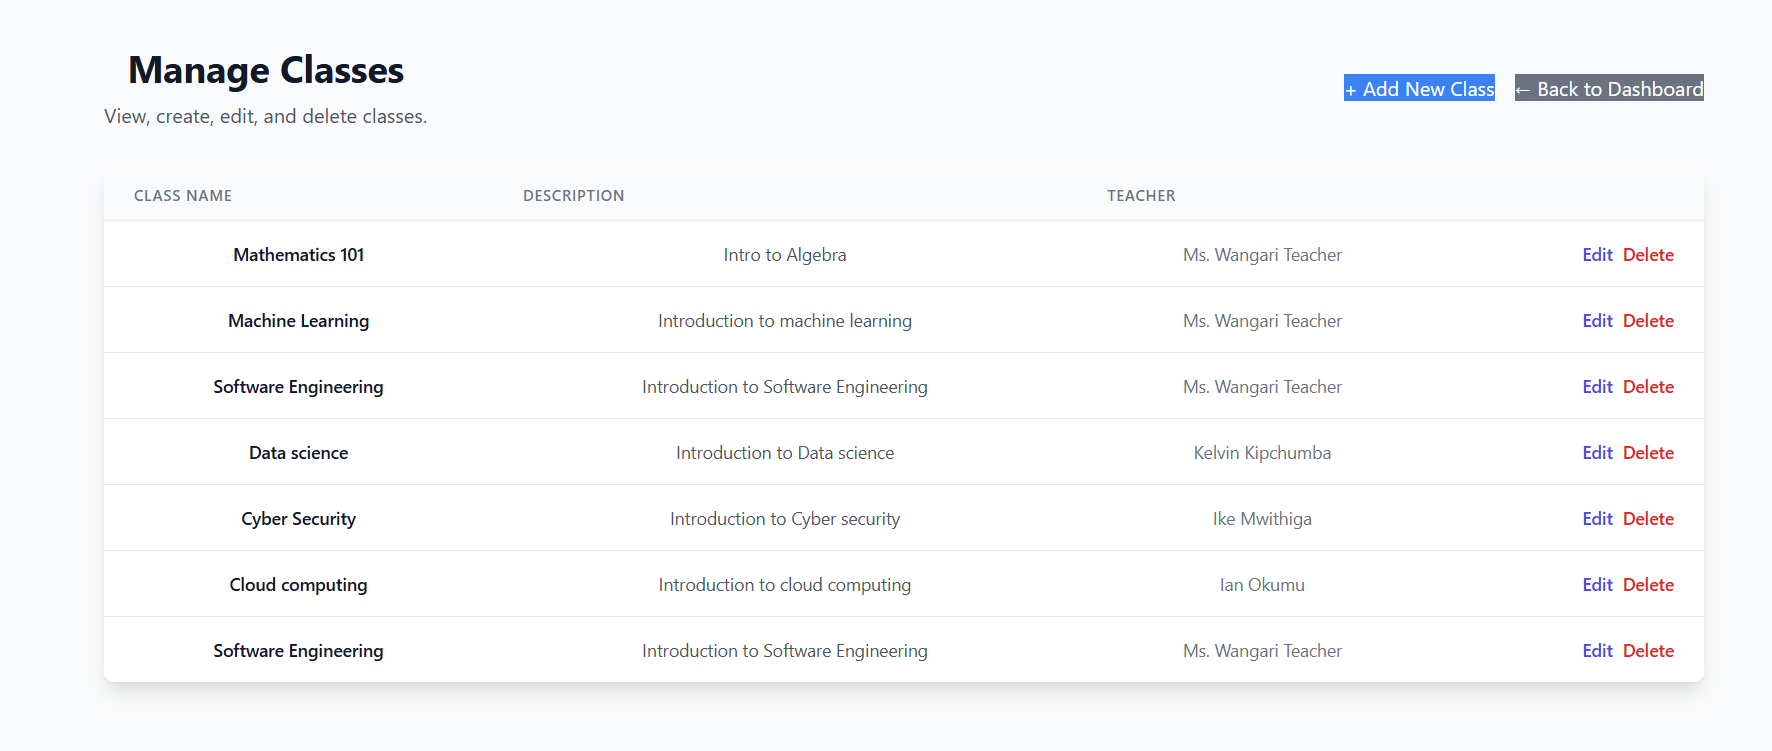 Manage Classes
View, create, edit, and delete classes.
+ Add New Class ← Back to Dashboard
CLASS NAME DESCRIPTION TEACHER
Mathematics 101 Intro to Algebra Ms. Wangari Teacher Edit Delete
Machine Learning Introduction to machine learning Ms. Wangari Teacher Edit Delete
Software Engineering Introduction to Software Engineering Ms. Wangari Teacher Edit Delete
Data science Introduction to Data science Kelvin Kipchumba Edit Delete
Cyber Security Introduction to Cyber security Ike Mwithiga Edit Delete
Cloud computing Introduction to cloud computing Ian Okumu Edit Delete
Software Engineering Introduction to Software Engineering Ms. Wangari Teacher Edit Delete